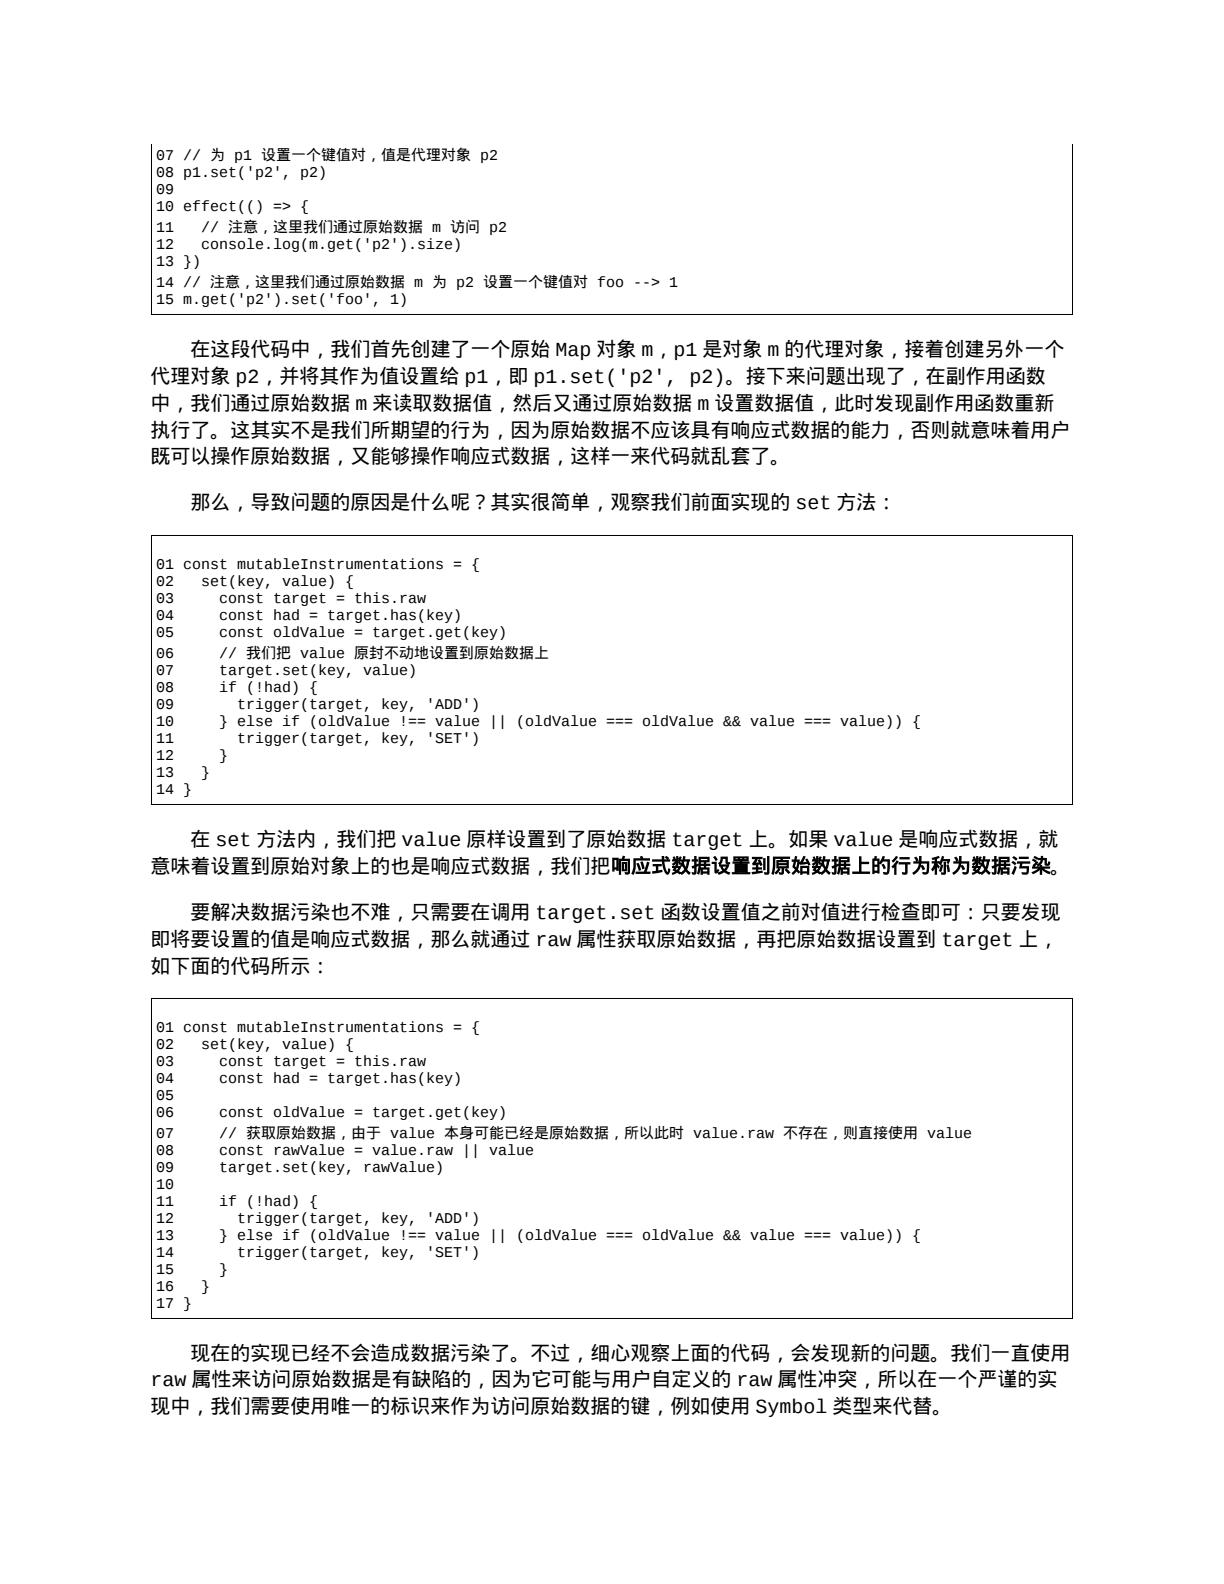 07 // 为 p1 设置一个键值对，值是代理对象 p2
08 p1.set('p2', p2)
09
10 effect(() => {
11   // 注意，这里我们通过原始数据 m 访问 p2
12   console.log(m.get('p2').size)
13 })
14 // 注意，这里我们通过原始数据 m 为 p2 设置一个键值对 foo --> 1
15 m.get('p2').set('foo', 1)
在这段代码中，我们首先创建了一个原始 Map 对象 m，p1 是对象 m 的代理对象，接着创建另外一个
代理对象 p2，并将其作为值设置给 p1，即 p1.set('p2', p2)。接下来问题出现了，在副作用函数
中，我们通过原始数据 m 来读取数据值，然后又通过原始数据 m 设置数据值，此时发现副作用函数重新
执行了。这其实不是我们所期望的行为，因为原始数据不应该具有响应式数据的能力，否则就意味着用户
既可以操作原始数据，又能够操作响应式数据，这样一来代码就乱套了。
那么，导致问题的原因是什么呢？其实很简单，观察我们前面实现的 set 方法：
01 const mutableInstrumentations = {
02   set(key, value) {
03     const target = this.raw
04     const had = target.has(key)
05     const oldValue = target.get(key)
06     // 我们把 value 原封不动地设置到原始数据上
07     target.set(key, value)
08     if (!had) {
09       trigger(target, key, 'ADD')
10     } else if (oldValue !== value || (oldValue === oldValue && value === value)) {
11       trigger(target, key, 'SET')
12     }
13   }
14 }
在 set 方法内，我们把 value 原样设置到了原始数据 target 上。如果 value 是响应式数据，就
意味着设置到原始对象上的也是响应式数据，我们把响应式数据设置到原始数据上的行为称为数据污染。
要解决数据污染也不难，只需要在调用 target.set 函数设置值之前对值进行检查即可：只要发现
即将要设置的值是响应式数据，那么就通过 raw 属性获取原始数据，再把原始数据设置到 target 上，
如下面的代码所示：
01 const mutableInstrumentations = {
02   set(key, value) {
03     const target = this.raw
04     const had = target.has(key)
05
06     const oldValue = target.get(key)
07     // 获取原始数据，由于 value 本身可能已经是原始数据，所以此时 value.raw 不存在，则直接使用 value
08     const rawValue = value.raw || value
09     target.set(key, rawValue)
10
11     if (!had) {
12       trigger(target, key, 'ADD')
13     } else if (oldValue !== value || (oldValue === oldValue && value === value)) {
14       trigger(target, key, 'SET')
15     }
16   }
17 }
现在的实现已经不会造成数据污染了。不过，细心观察上面的代码，会发现新的问题。我们一直使用
raw 属性来访问原始数据是有缺陷的，因为它可能与用户自定义的 raw 属性冲突，所以在一个严谨的实
现中，我们需要使用唯一的标识来作为访问原始数据的键，例如使用 Symbol 类型来代替。